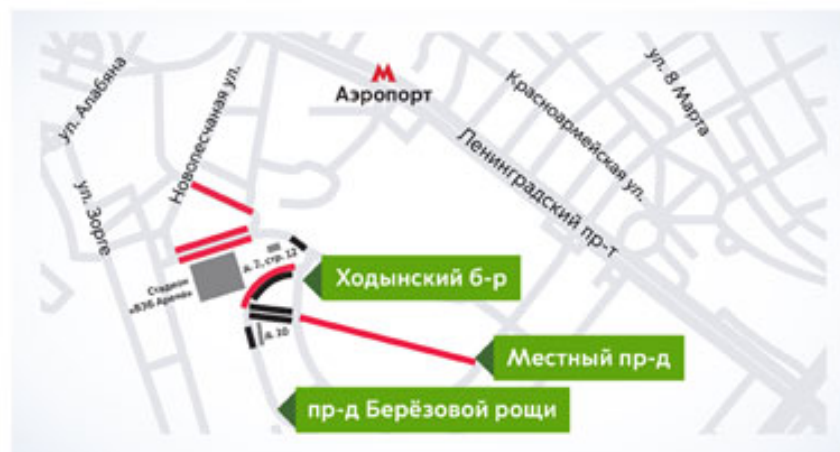 ул. Алабяна
Новопесчаная ул.
М
Аэропорт
ул. 8 Марта
Красноармейская ул.
Ленинградский пр-т
ул. Зорге
д. 2, стр. 12
Стадион
«ВЭБ Арена»
Ходынский б-р
д. 20
Местный пр-д
пр-д Берёзовой рощи